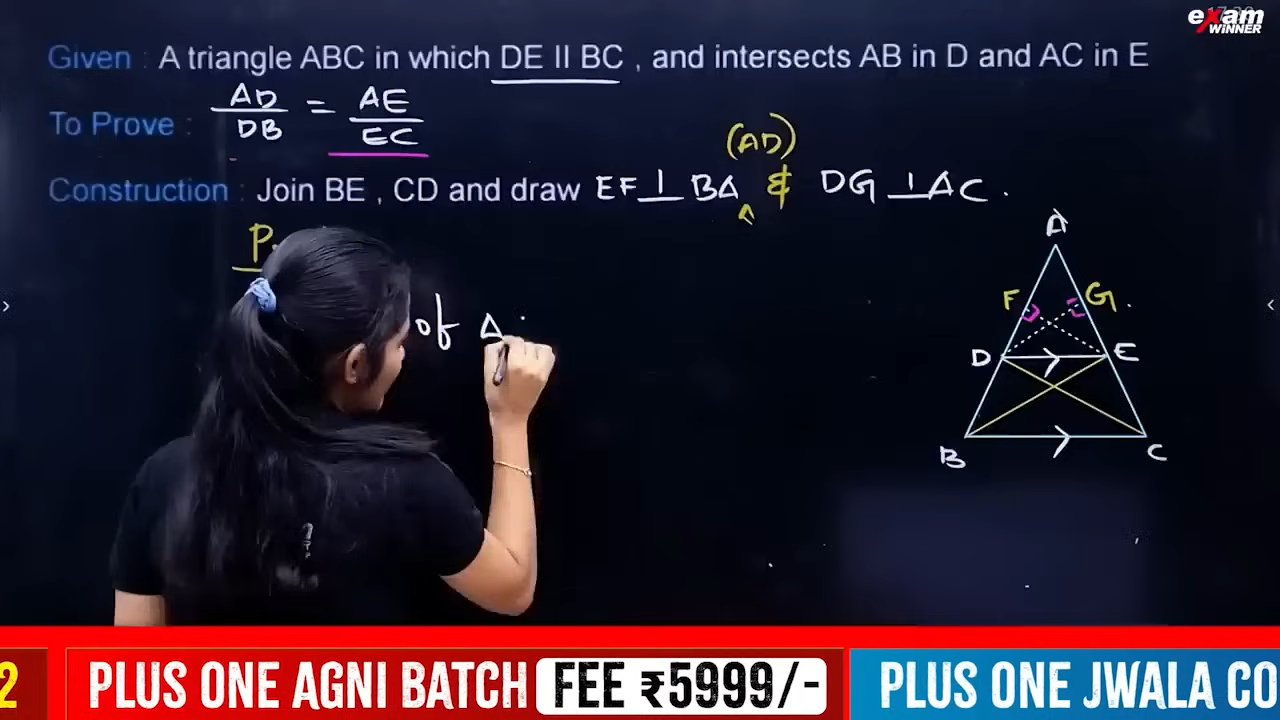 exam
WINNER
Given : A triangle ABC in which DE II BC , and intersects AB in D and AC in E
To Prove : AD/DB = AE/EC
(AD)
Construction : Join BE , CD and draw EF ⊥ BA & DG ⊥ AC .
of Δ
A
F G
D E
B C
2 PLUS ONE AGNI BATCH FEE ₹5999/- PLUS ONE JWALA CO